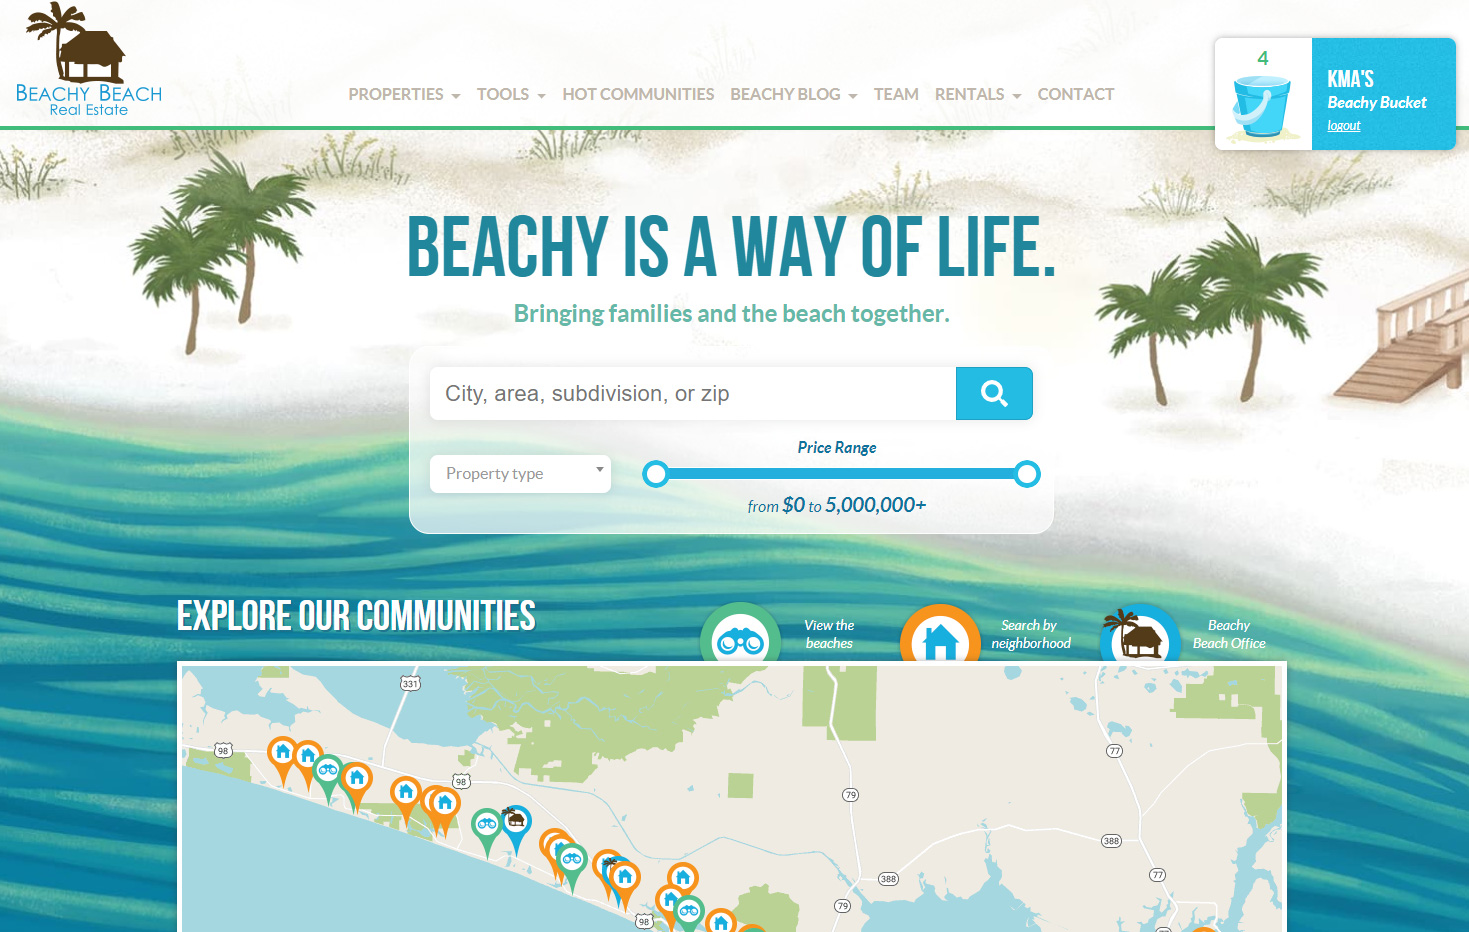 BEACHY BEACH
Real Estate
PROPERTIES TOOLS HOT COMMUNITIES BEACHY BLOG TEAM RENTALS CONTACT
4
KMA'S
Beachy Bucket
logout
BEACHY IS A WAY OF LIFE.
Bringing families and the beach together.
City, area, subdivision, or zip
Price Range
Property type
from $0 to 5,000,000+
EXPLORE OUR COMMUNITIES
View the
beaches
Search by
neighborhood
Beachy
Beach Office
331
98
77
98
79
388
77
388
79
98